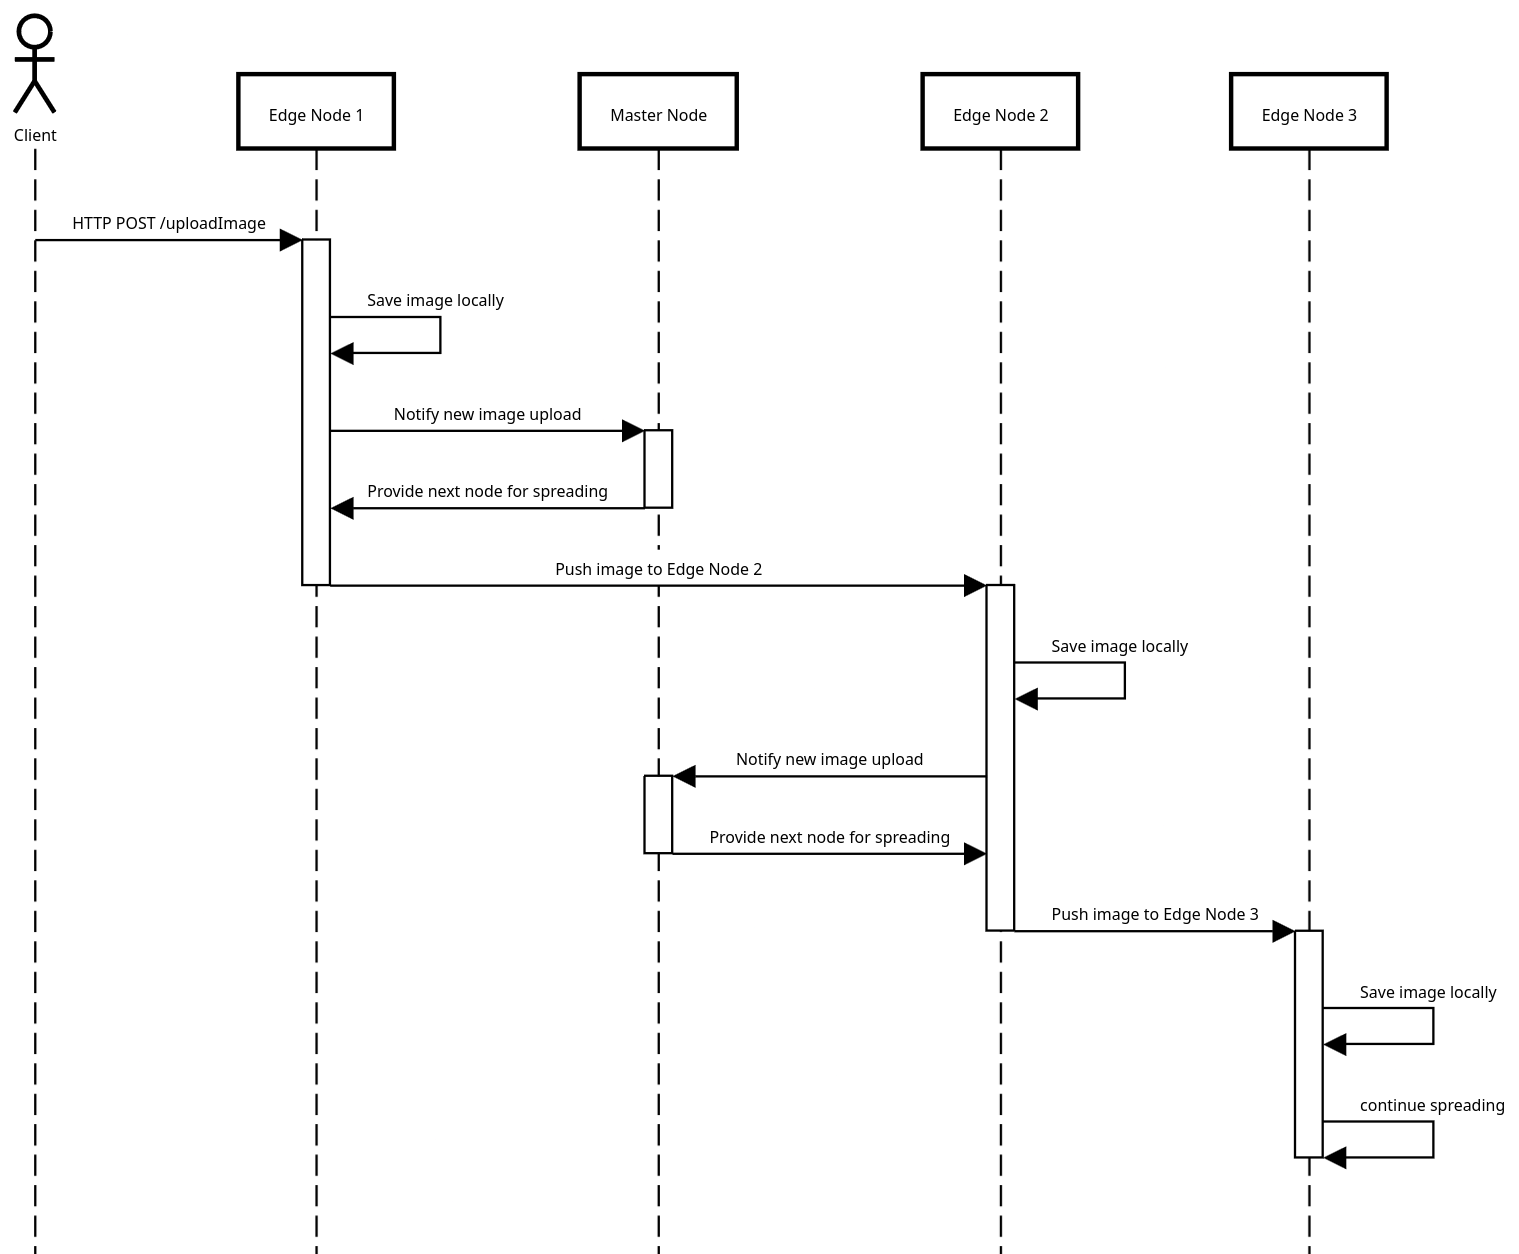 Client
Edge Node 1
Master Node
Edge Node 2
Edge Node 3
HTTP POST /uploadImage
Save image locally
Notify new image upload
Provide next node for spreading
Push image to Edge Node 2
Save image locally
Notify new image upload
Provide next node for spreading
Push image to Edge Node 3
Save image locally
continue spreading